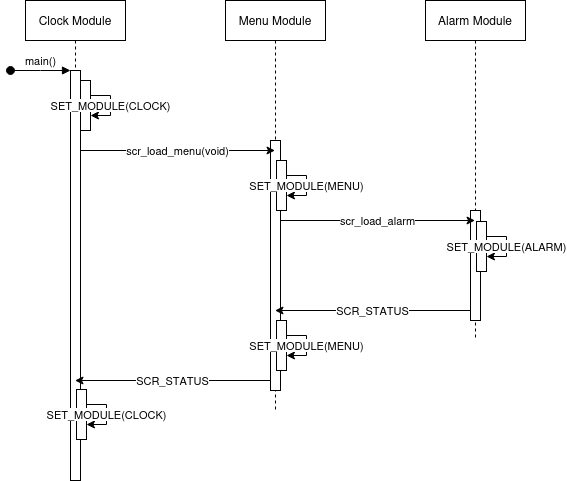 Clock Module
Menu Module
Alarm Module
main()
SET_MODULE(CLOCK)
scr_load_menu(void)
SET_MODULE(MENU)
scr_load_alarm
SET_MODULE(ALARM)
SCR_STATUS
SET_MODULE(MENU)
SCR_STATUS
SET_MODULE(CLOCK)